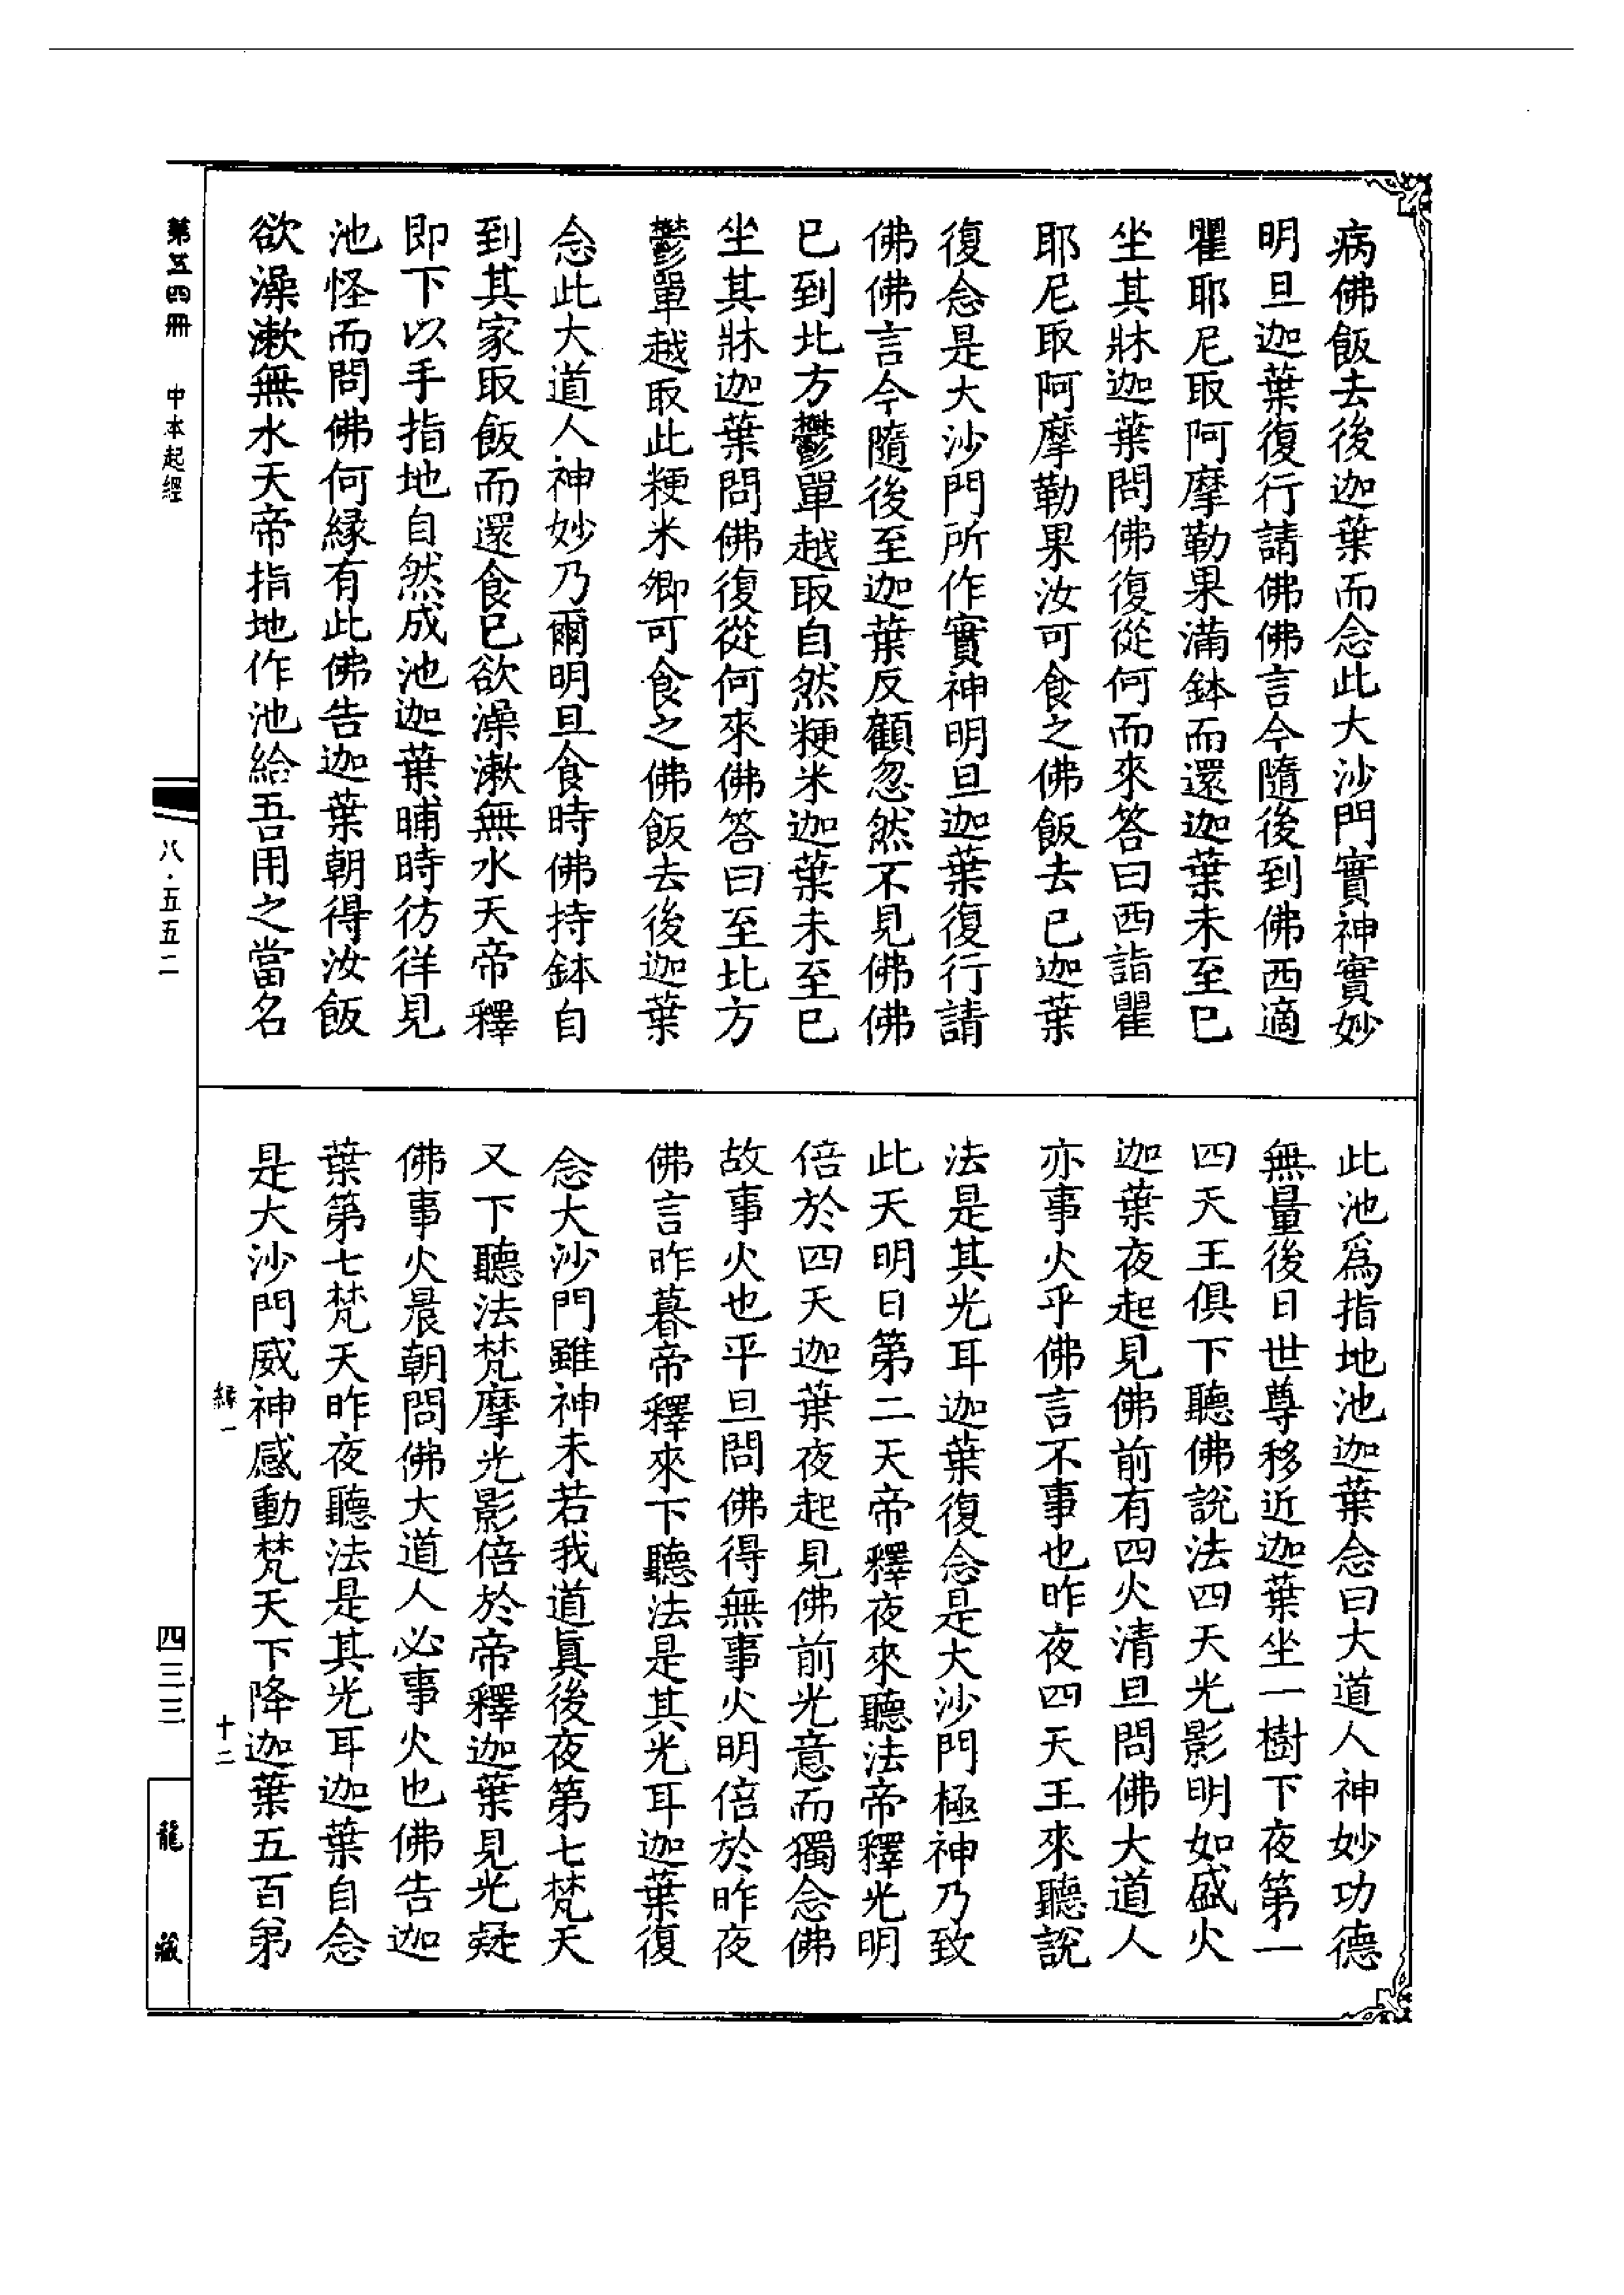 病佛飯去後迦葉而念此大沙門實神實妙
明旦迦葉復行請佛佛言今隨後到佛西適
瞿耶尼取阿摩勒果滿鉢而還迦葉未至已
坐其牀迦葉問佛復從何而來答曰西詣瞿
耶尼取阿摩勒果汝可食之佛飯去已迦葉
復念是大沙門所作實神明旦迦葉復行請
佛佛言今隨後至迦葉反顧忽然不見佛佛
已到北方鬱單越取自然粳米迦葉未至已
坐其牀迦葉問佛復從何來佛答曰至北方
鬱單越取此粳米卿可食之佛飯去後迦葉
念此大道人神妙乃爾明旦食時佛持鉢自
到其家取飯而還食已欲澡漱無水天帝釋
即下以手指地自然成池迦葉晡時彷徉見
池怪而問佛何緣有此佛告迦葉朝得汝飯
欲澡漱無水天帝指地作池給吾用之當名
此池爲指地池迦葉念曰大道人神妙功德
無量後日世尊移近迦葉坐一樹下夜第一
四天王俱下聽佛說法四天光影明如盛火
迦葉夜起見佛前有四火清旦問佛大道人
亦事火乎佛言不事也昨夜四天王來聽說
法是其光耳迦葉復念是大沙門極神乃致
此天明日第二天帝釋夜來聽法帝釋光明
倍於四天迦葉夜起見佛前光意而獨念佛
故事火也平旦問佛得無事火明倍於昨夜
佛言昨暮帝釋來下聽法是其光耳迦葉復
念大沙門雖神未若我道眞後夜第七梵天
又下聽法梵摩光影倍於帝釋迦葉見光疑
佛事火晨朝問佛大道人必事火也佛告迦
葉第七梵天昨夜聽法是其光耳迦葉自念
是大沙門威神感動梵天下降迦葉五百弟
緣一 十二
第五四冊 中本起經
八·五五二
四三三
龍藏